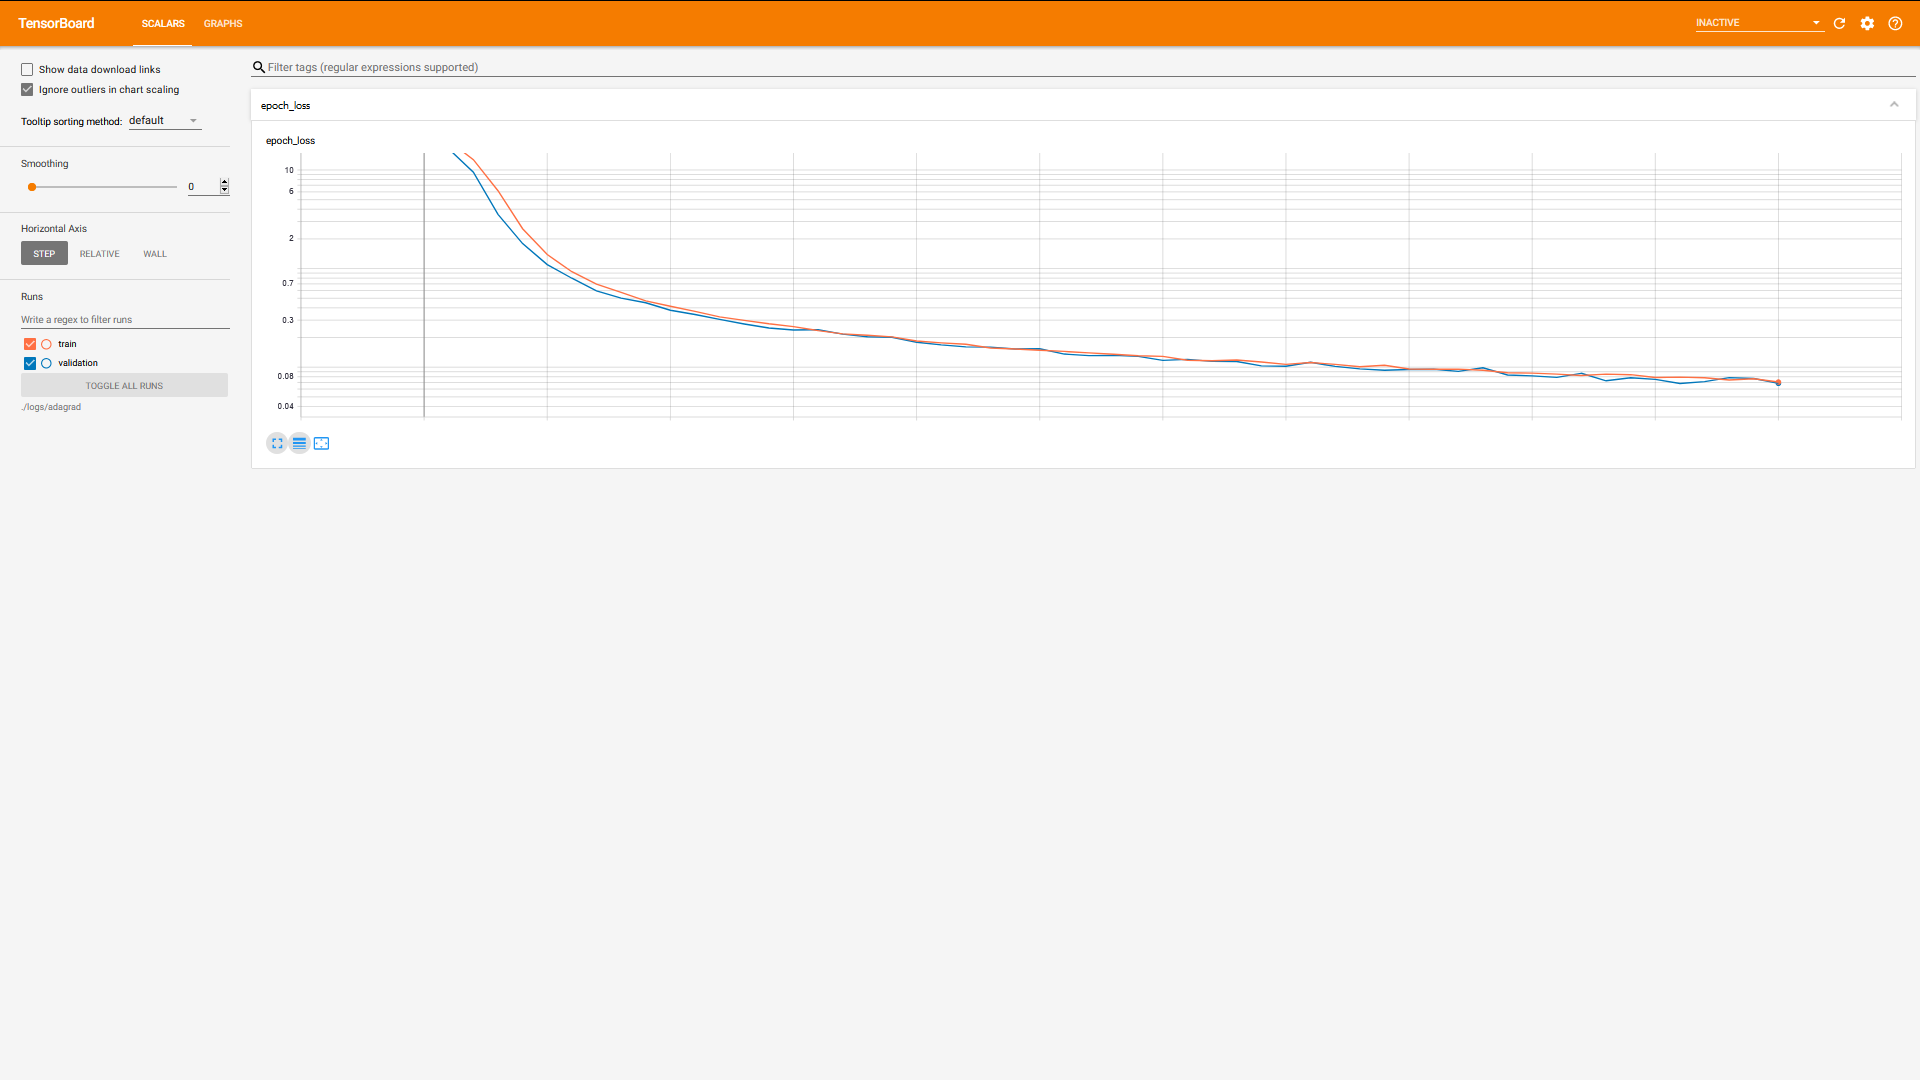 TensorBoard
SCALARS
GRAPHS
INACTIVE
Show data download links
Ignore outliers in chart scaling
Tooltip sorting method: default
Smoothing
0
Horizontal Axis
STEP
RELATIVE
WALL
Runs
Write a regex to filter runs
train
validation
TOGGLE ALL RUNS
./logs/adagrad
Filter tags (regular expressions supported)
epoch_loss
epoch_loss
10
6
2
0.7
0.3
0.08
0.04